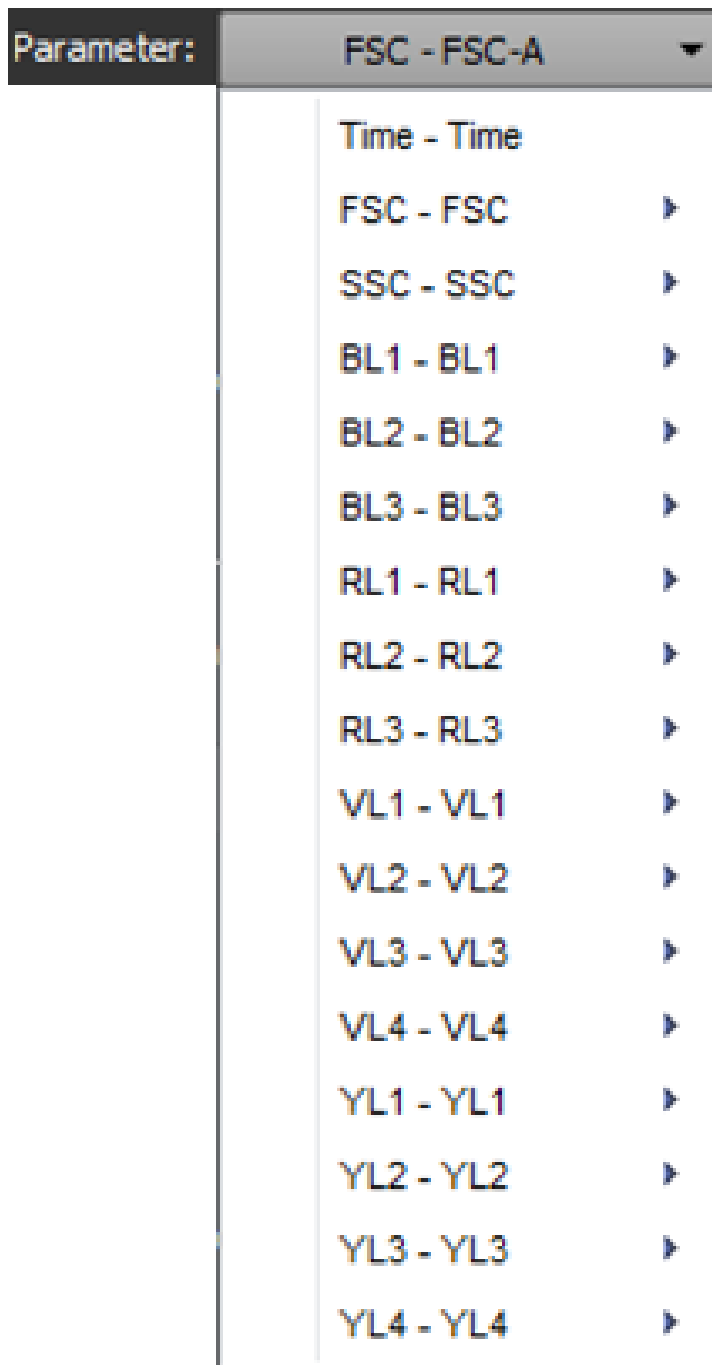 Parameter: FSC - FSC-A
Time - Time
FSC - FSC
SSC - SSC
BL1 - BL1
BL2 - BL2
BL3 - BL3
RL1 - RL1
RL2 - RL2
RL3 - RL3
VL1 - VL1
VL2 - VL2
VL3 - VL3
VL4 - VL4
YL1 - YL1
YL2 - YL2
YL3 - YL3
YL4 - YL4